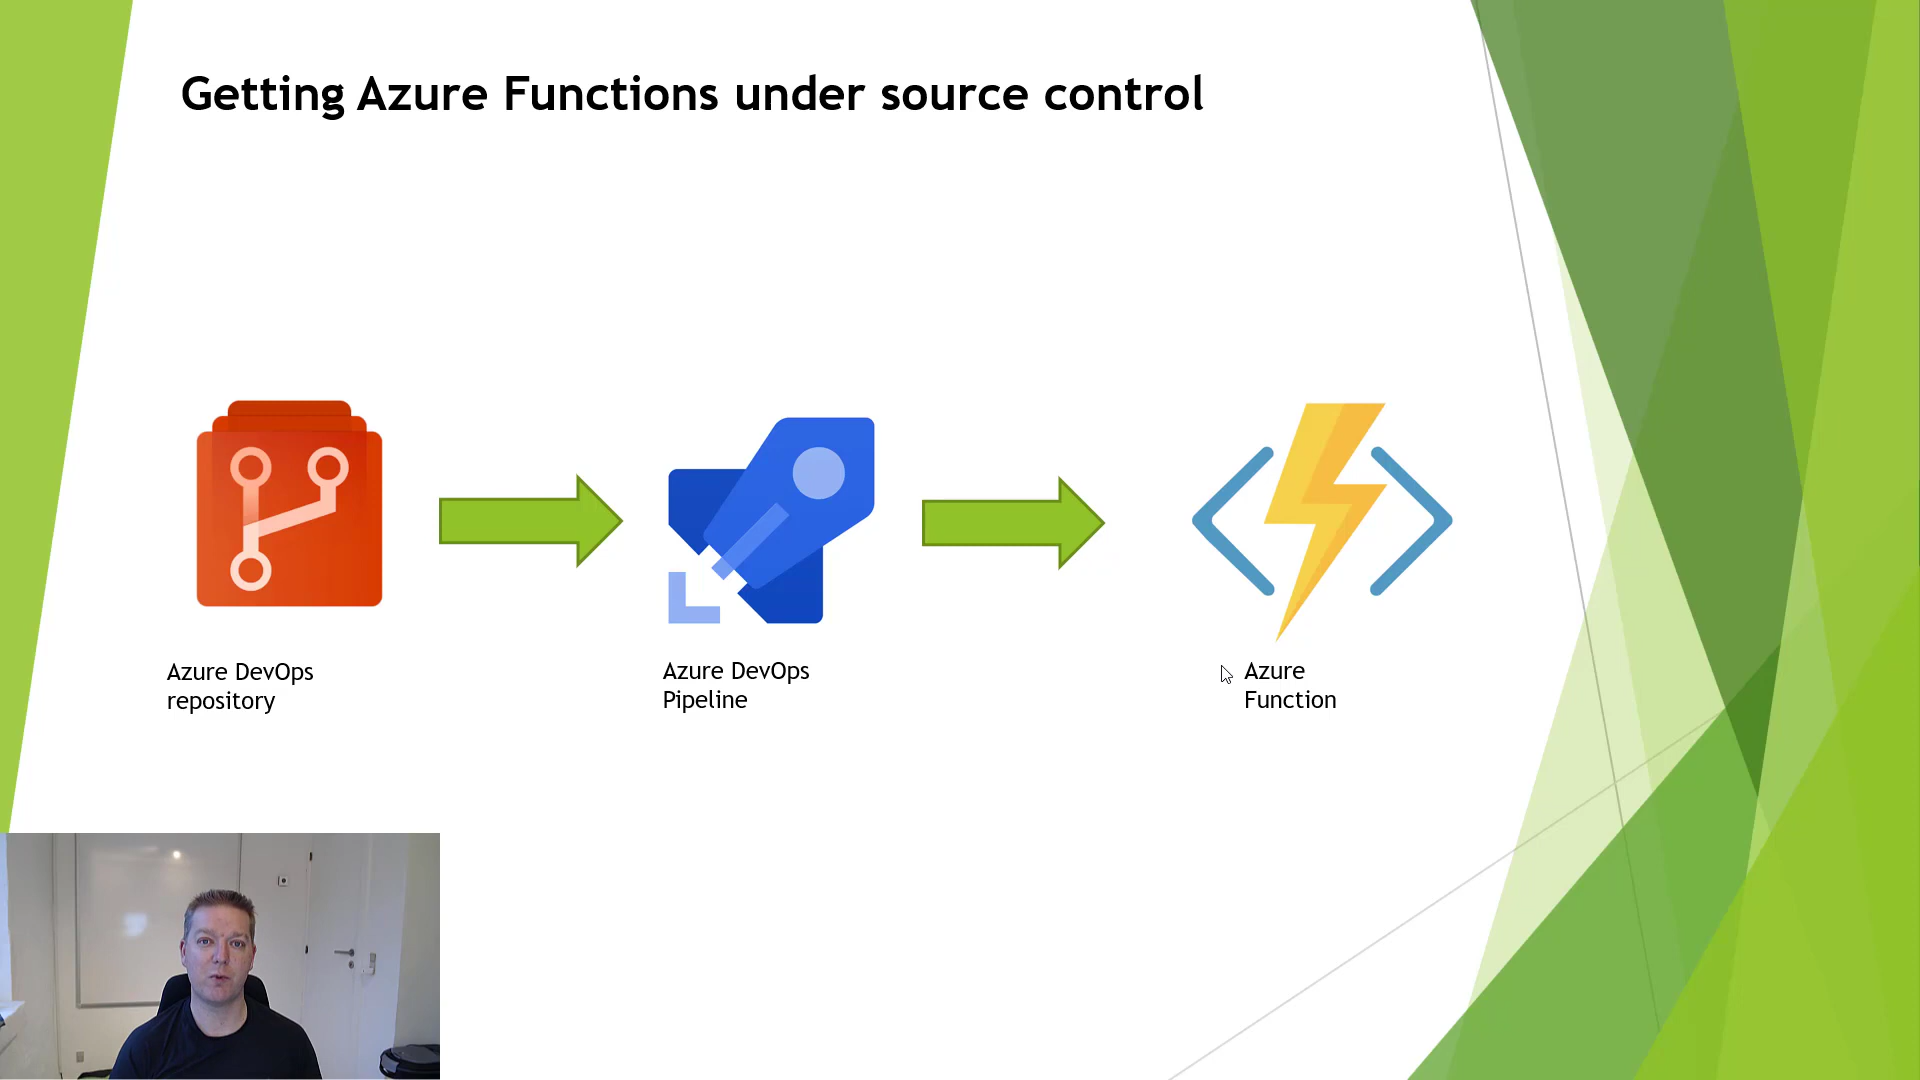 Getting Azure Functions under source control
Azure DevOps
repository
Azure DevOps
Pipeline
Azure
Function